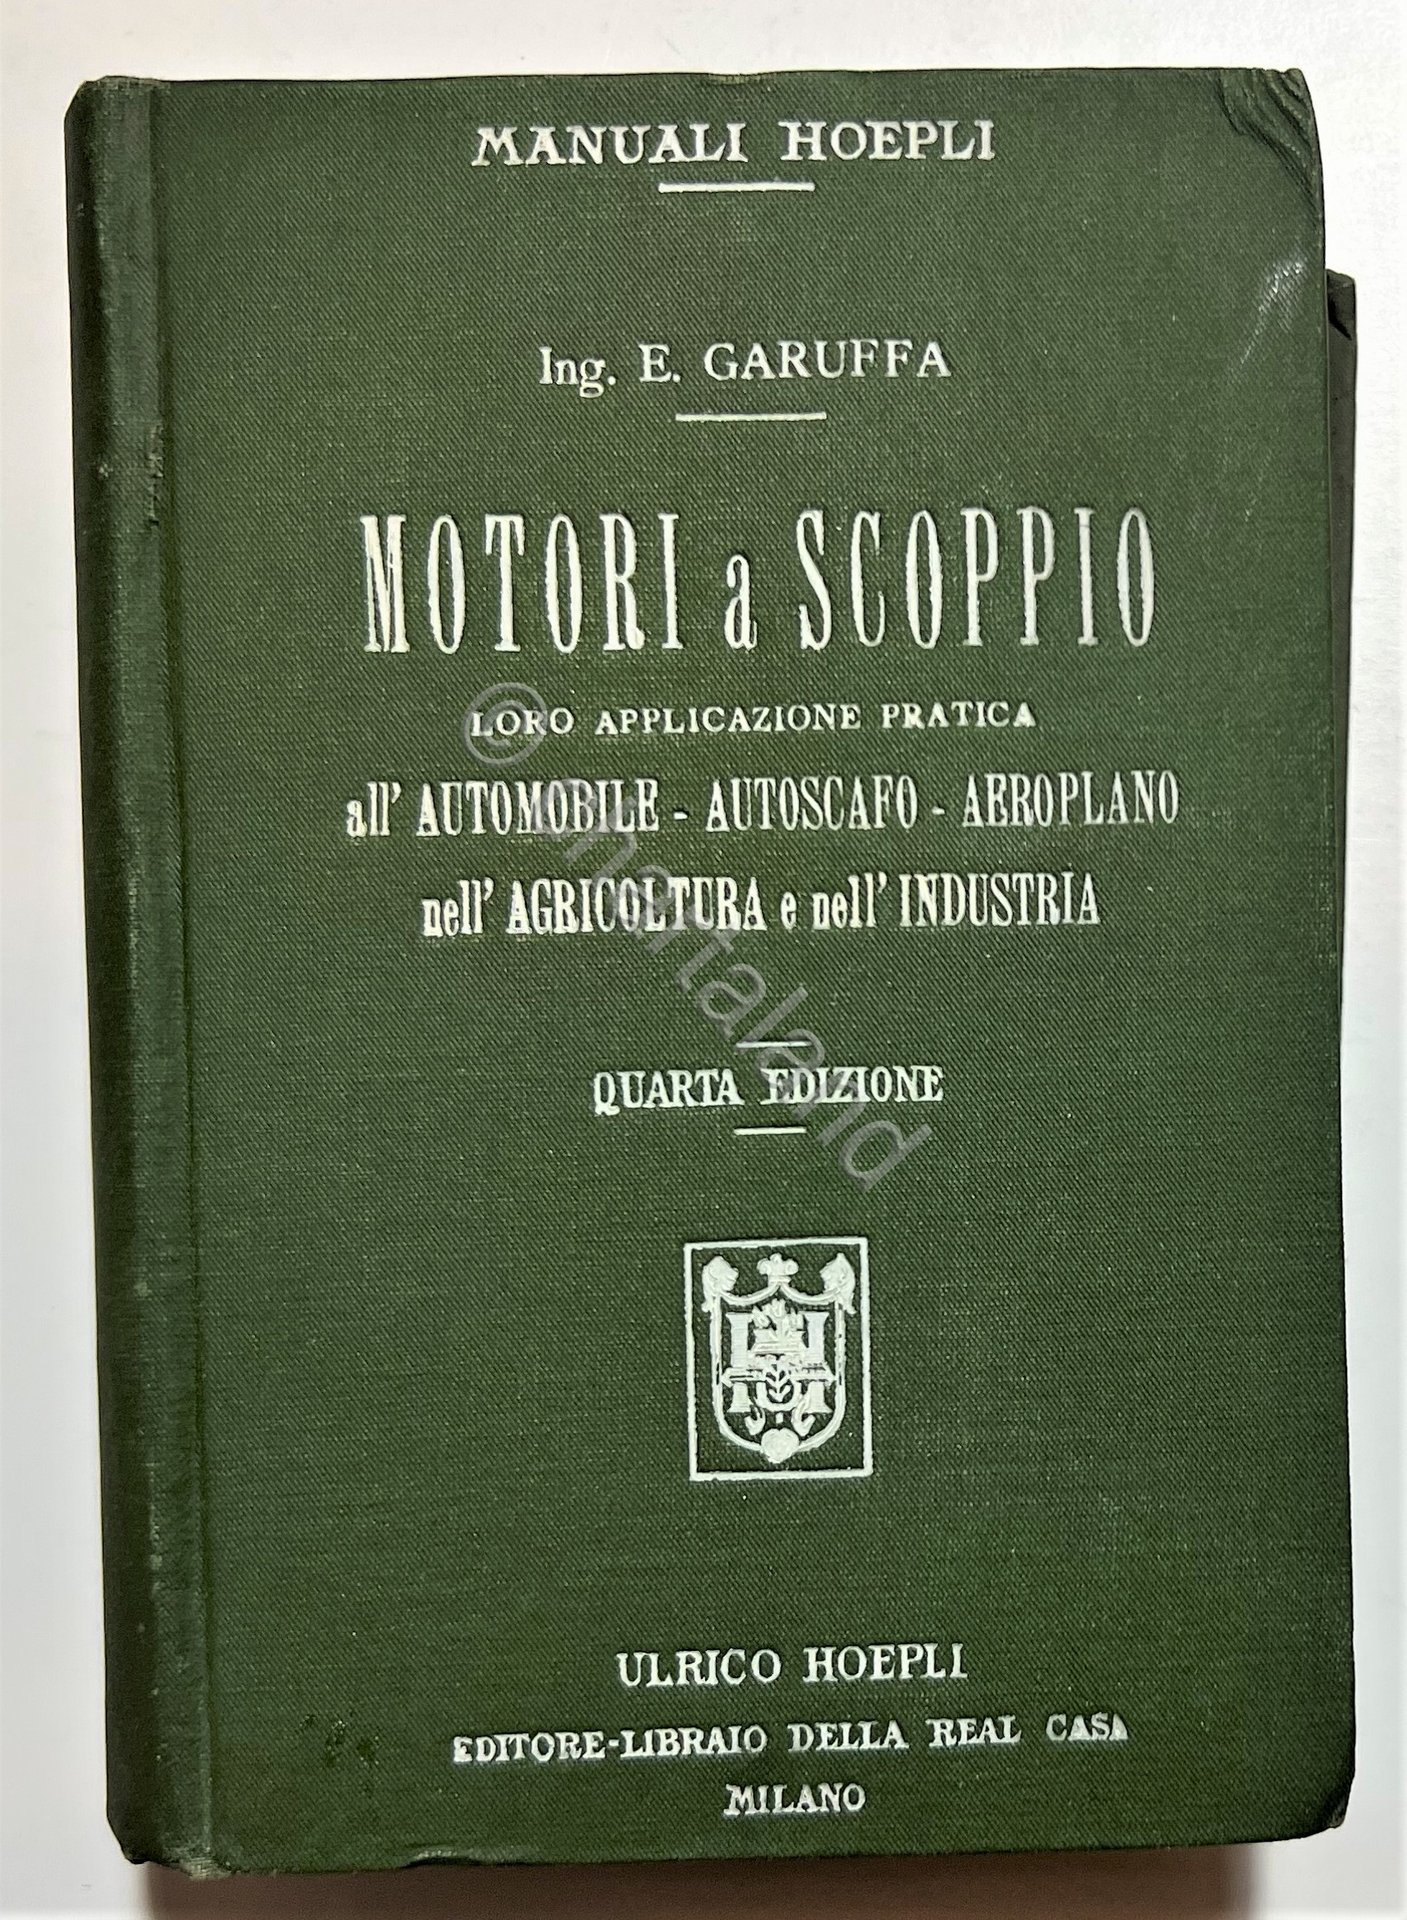 MANUALI HOEPLI
Ing. E. GARUFFA
MOTORI a SCOPPIO
LORO APPLICAZIONE PRATICA
all' AUTOMOBILE - AUTOSCAFO - AEROPLANO
nell' AGRICOLTURA e nell' INDUSTRIA
© chartaland
QUARTA EDIZIONE
ULRICO HOEPLI
EDITORE-LIBRAIO DELLA REAL CASA
MILANO